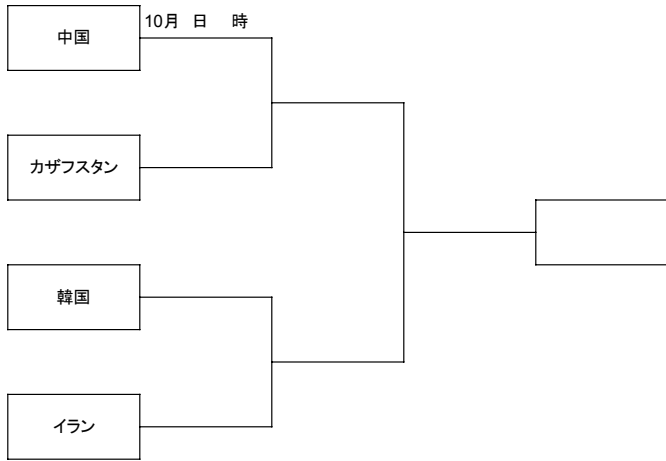 中国
10月 日 時
カザフスタン
韓国
イラン